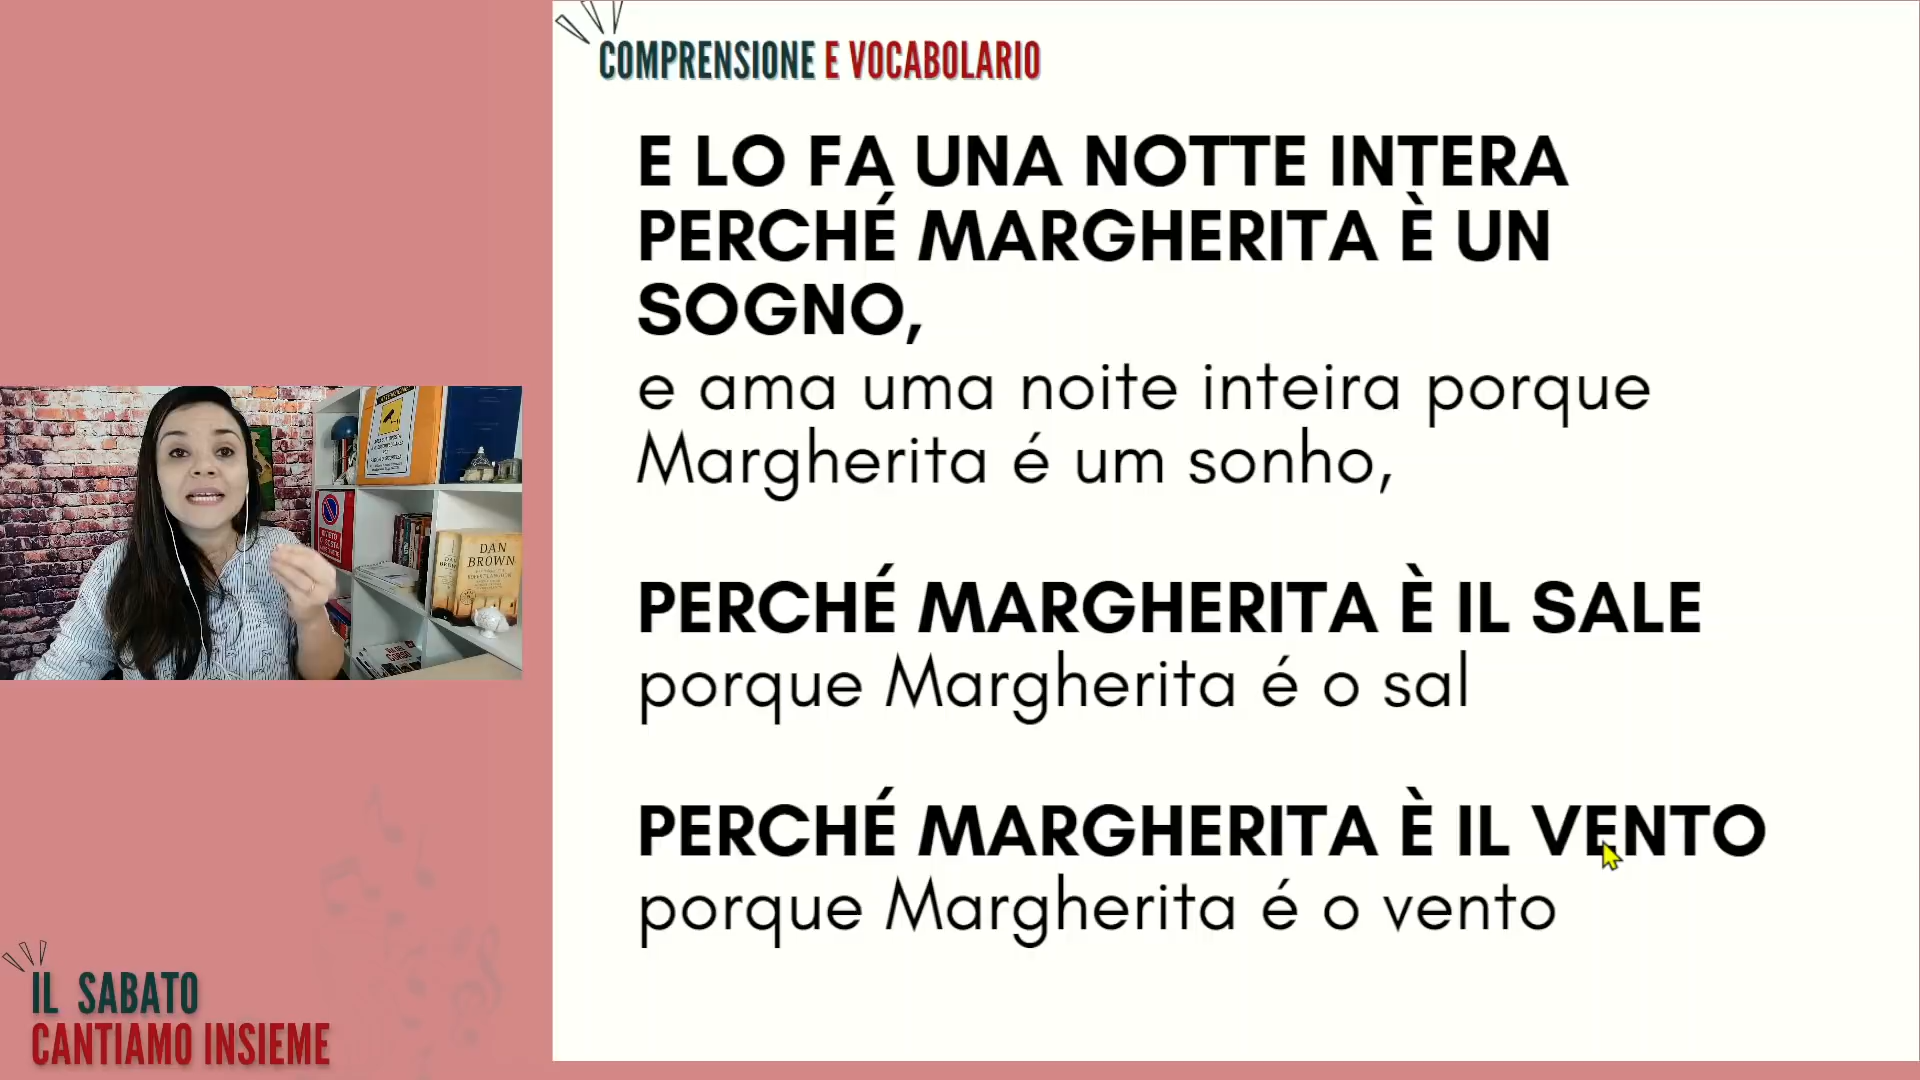 COMPRENSIONE E VOCABOLARIO
E LO FA UNA NOTTE INTERA
PERCHÉ MARGHERITA È UN
SOGNO,
e ama uma noite inteira porque
Margherita é um sonho,
PERCHÉ MARGHERITA È IL SALE
porque Margherita é o sal
PERCHÉ MARGHERITA È IL VENTO
porque Margherita é o vento
DAN
BROWN
IL SABATO
CANTIAMO INSIEME